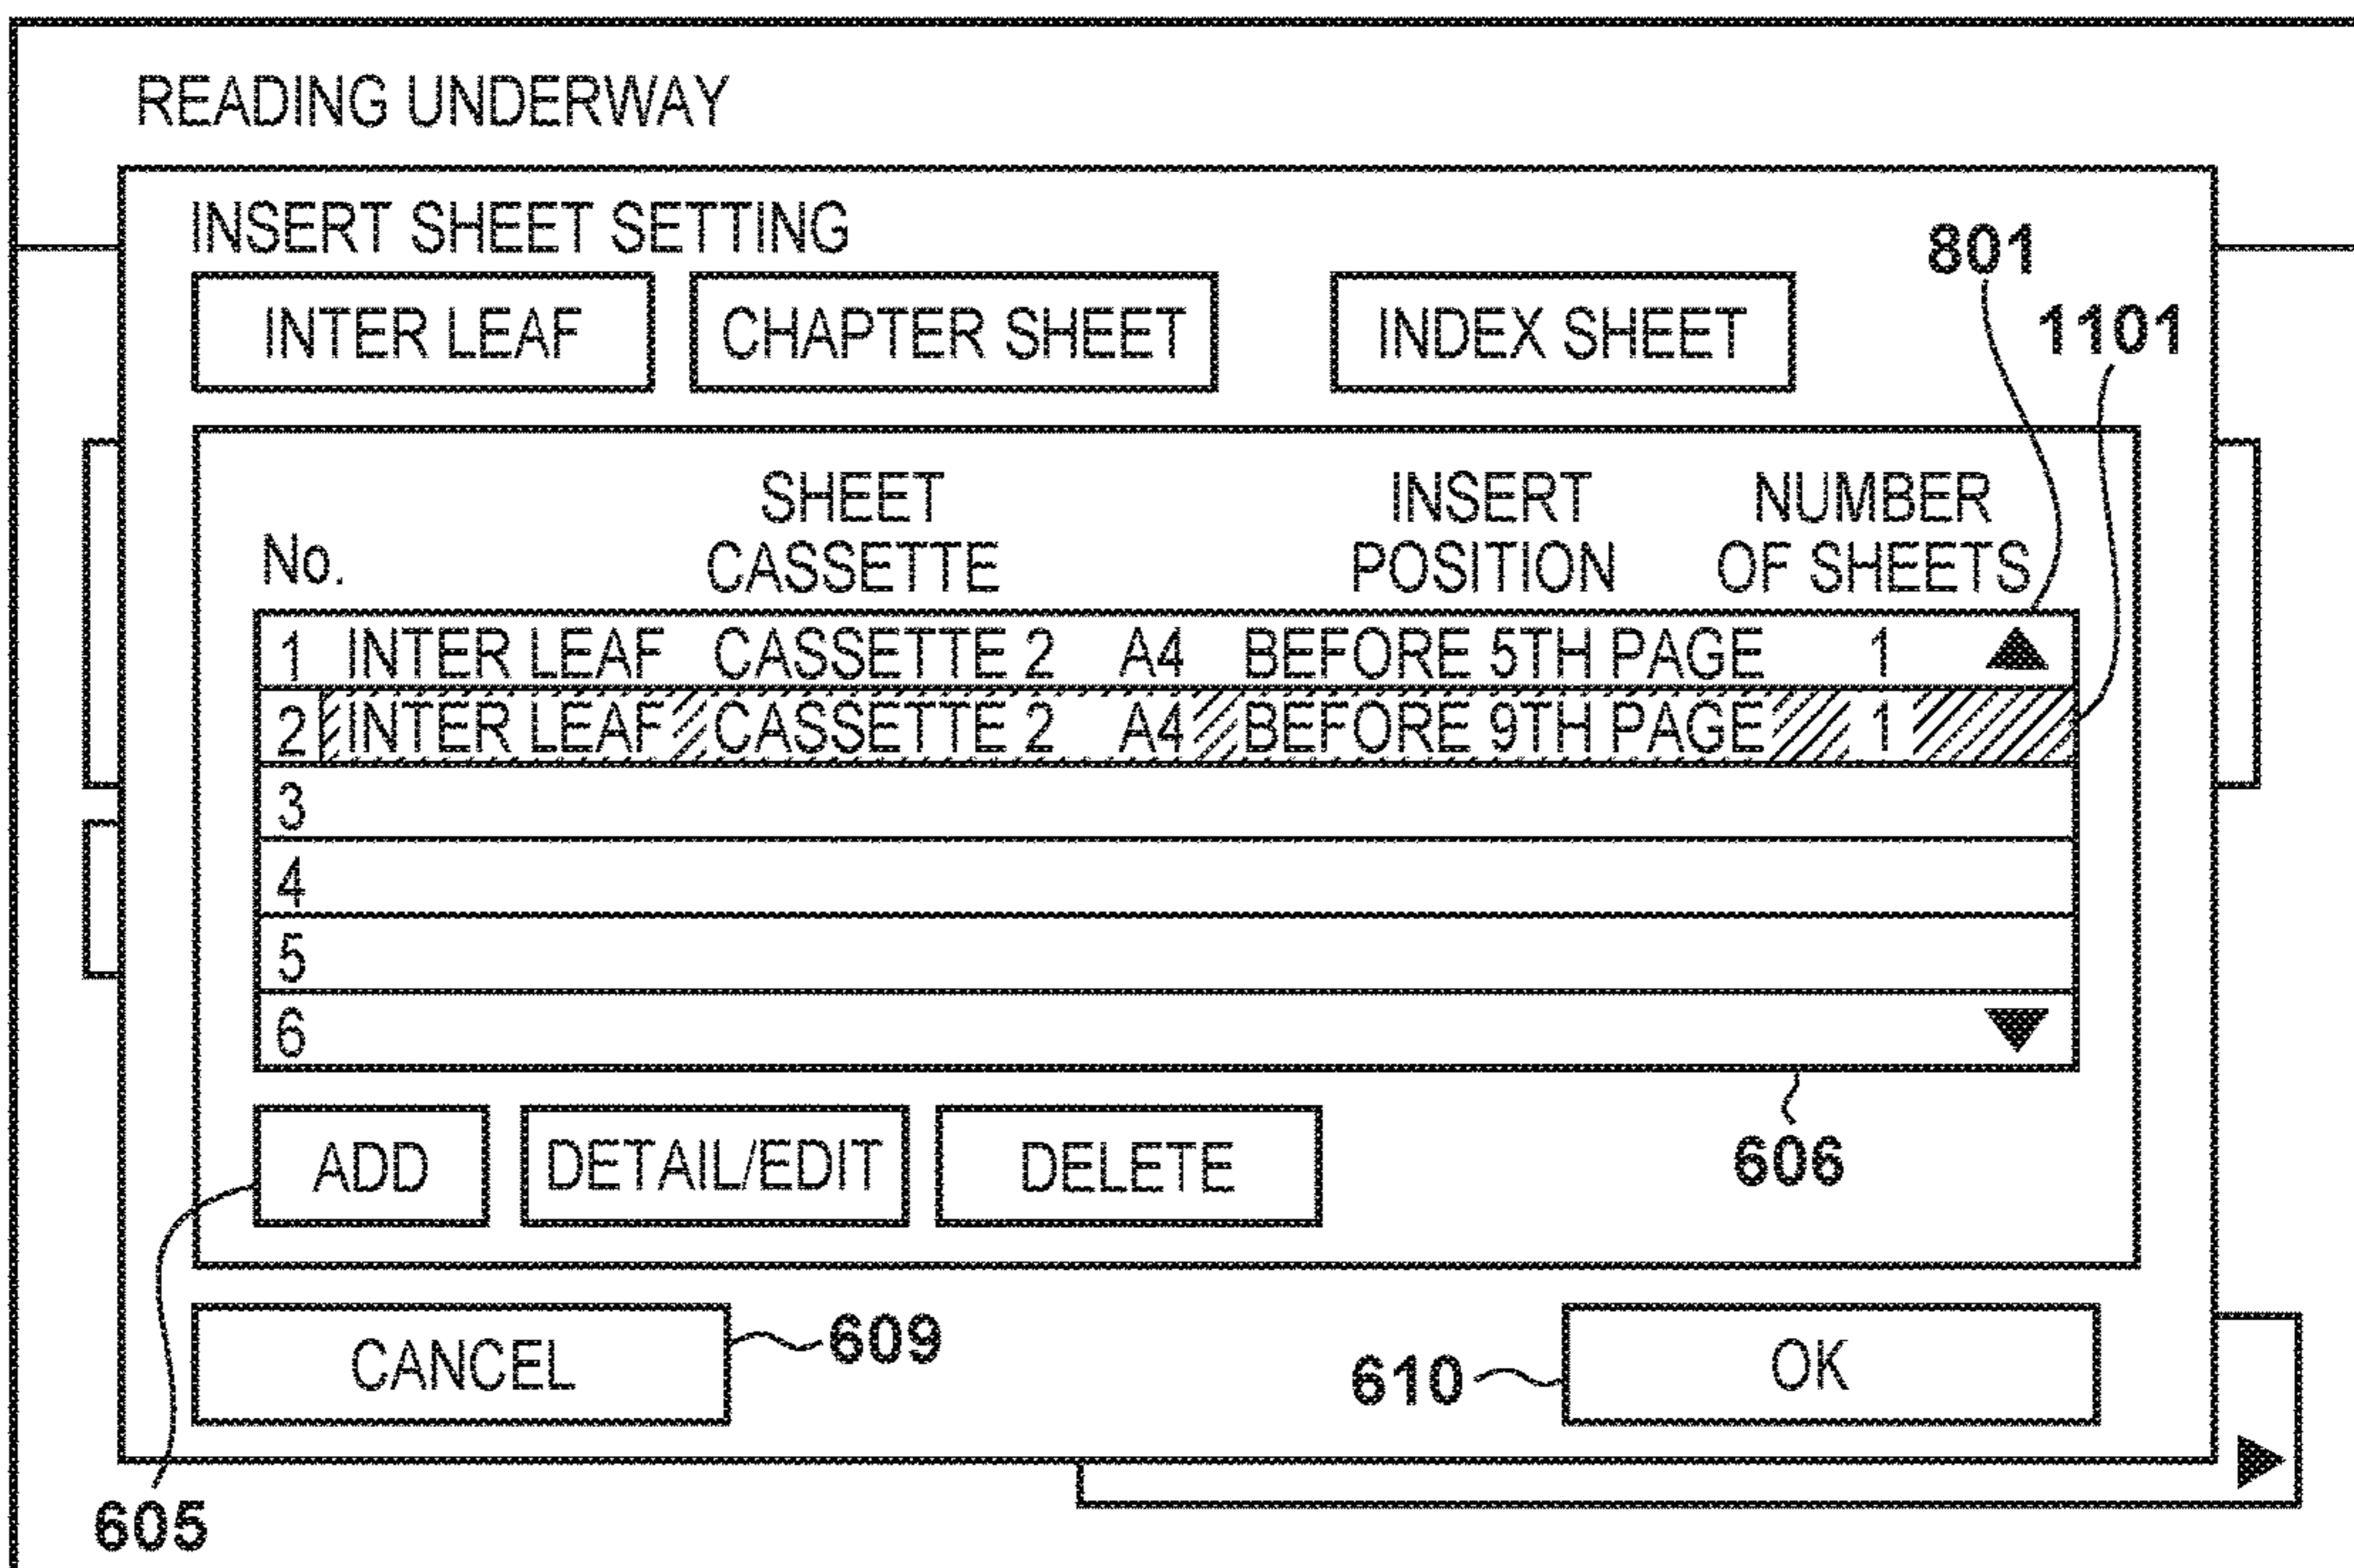 READING UNDERWAY
INSERT SHEET SETTING
801
INTER LEAF CHAPTER SHEET INDEX SHEET
1101
SHEET INSERT NUMBER
No. CASSETTE POSITION OF SHEETS
1 INTER LEAF CASSETTE 2 A4 BEFORE 5TH PAGE 1
2 INTER LEAF CASSETTE 2 A4 BEFORE 9TH PAGE 1
3
4
5
6
ADD DETAIL/EDIT DELETE
606
CANCEL 609 610 OK
605